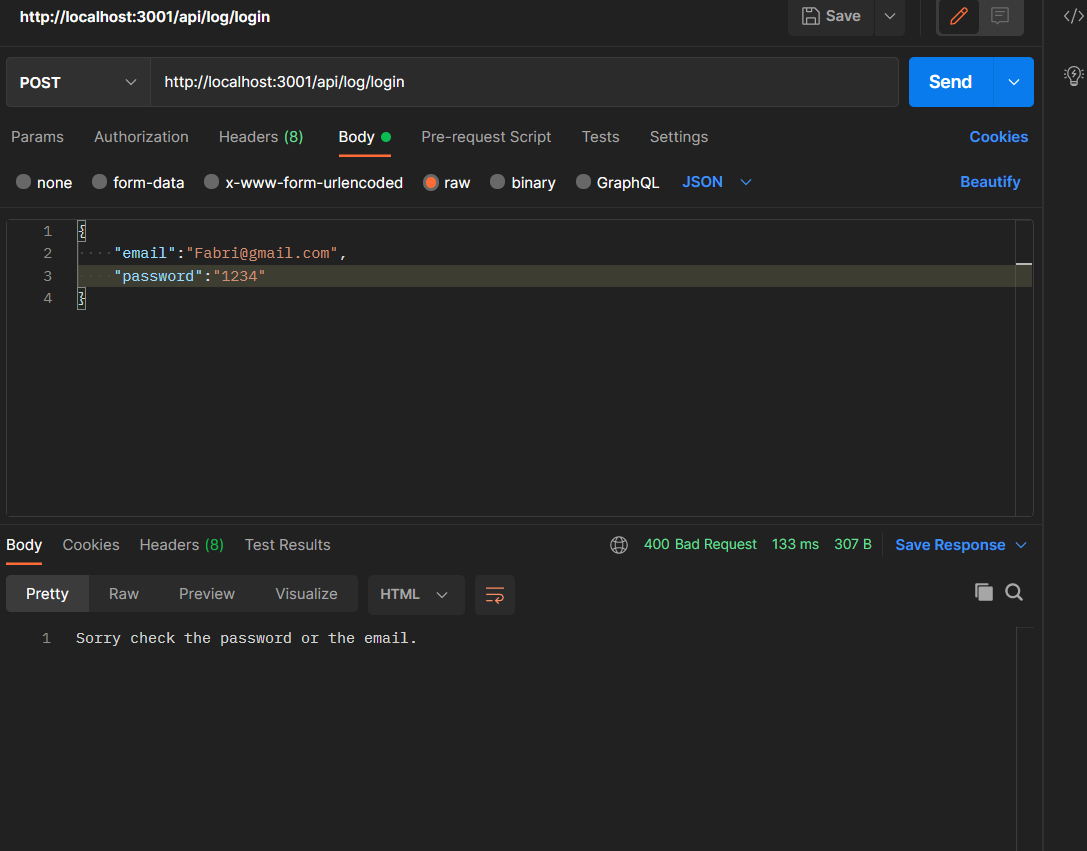 http://localhost:3001/api/log/login
Save
POST
http://localhost:3001/api/log/login
Send
Params Authorization Headers (8) Body Pre-request Script Tests Settings Cookies
none form-data x-www-form-urlencoded raw binary GraphQL JSON Beautify
1 {
2 ····"email":"Fabri@gmail.com",
3 ····"password":"1234"
4 }
Body Cookies Headers (8) Test Results 400 Bad Request 133 ms 307 B Save Response
Pretty Raw Preview Visualize HTML
1 Sorry check the password or the email.